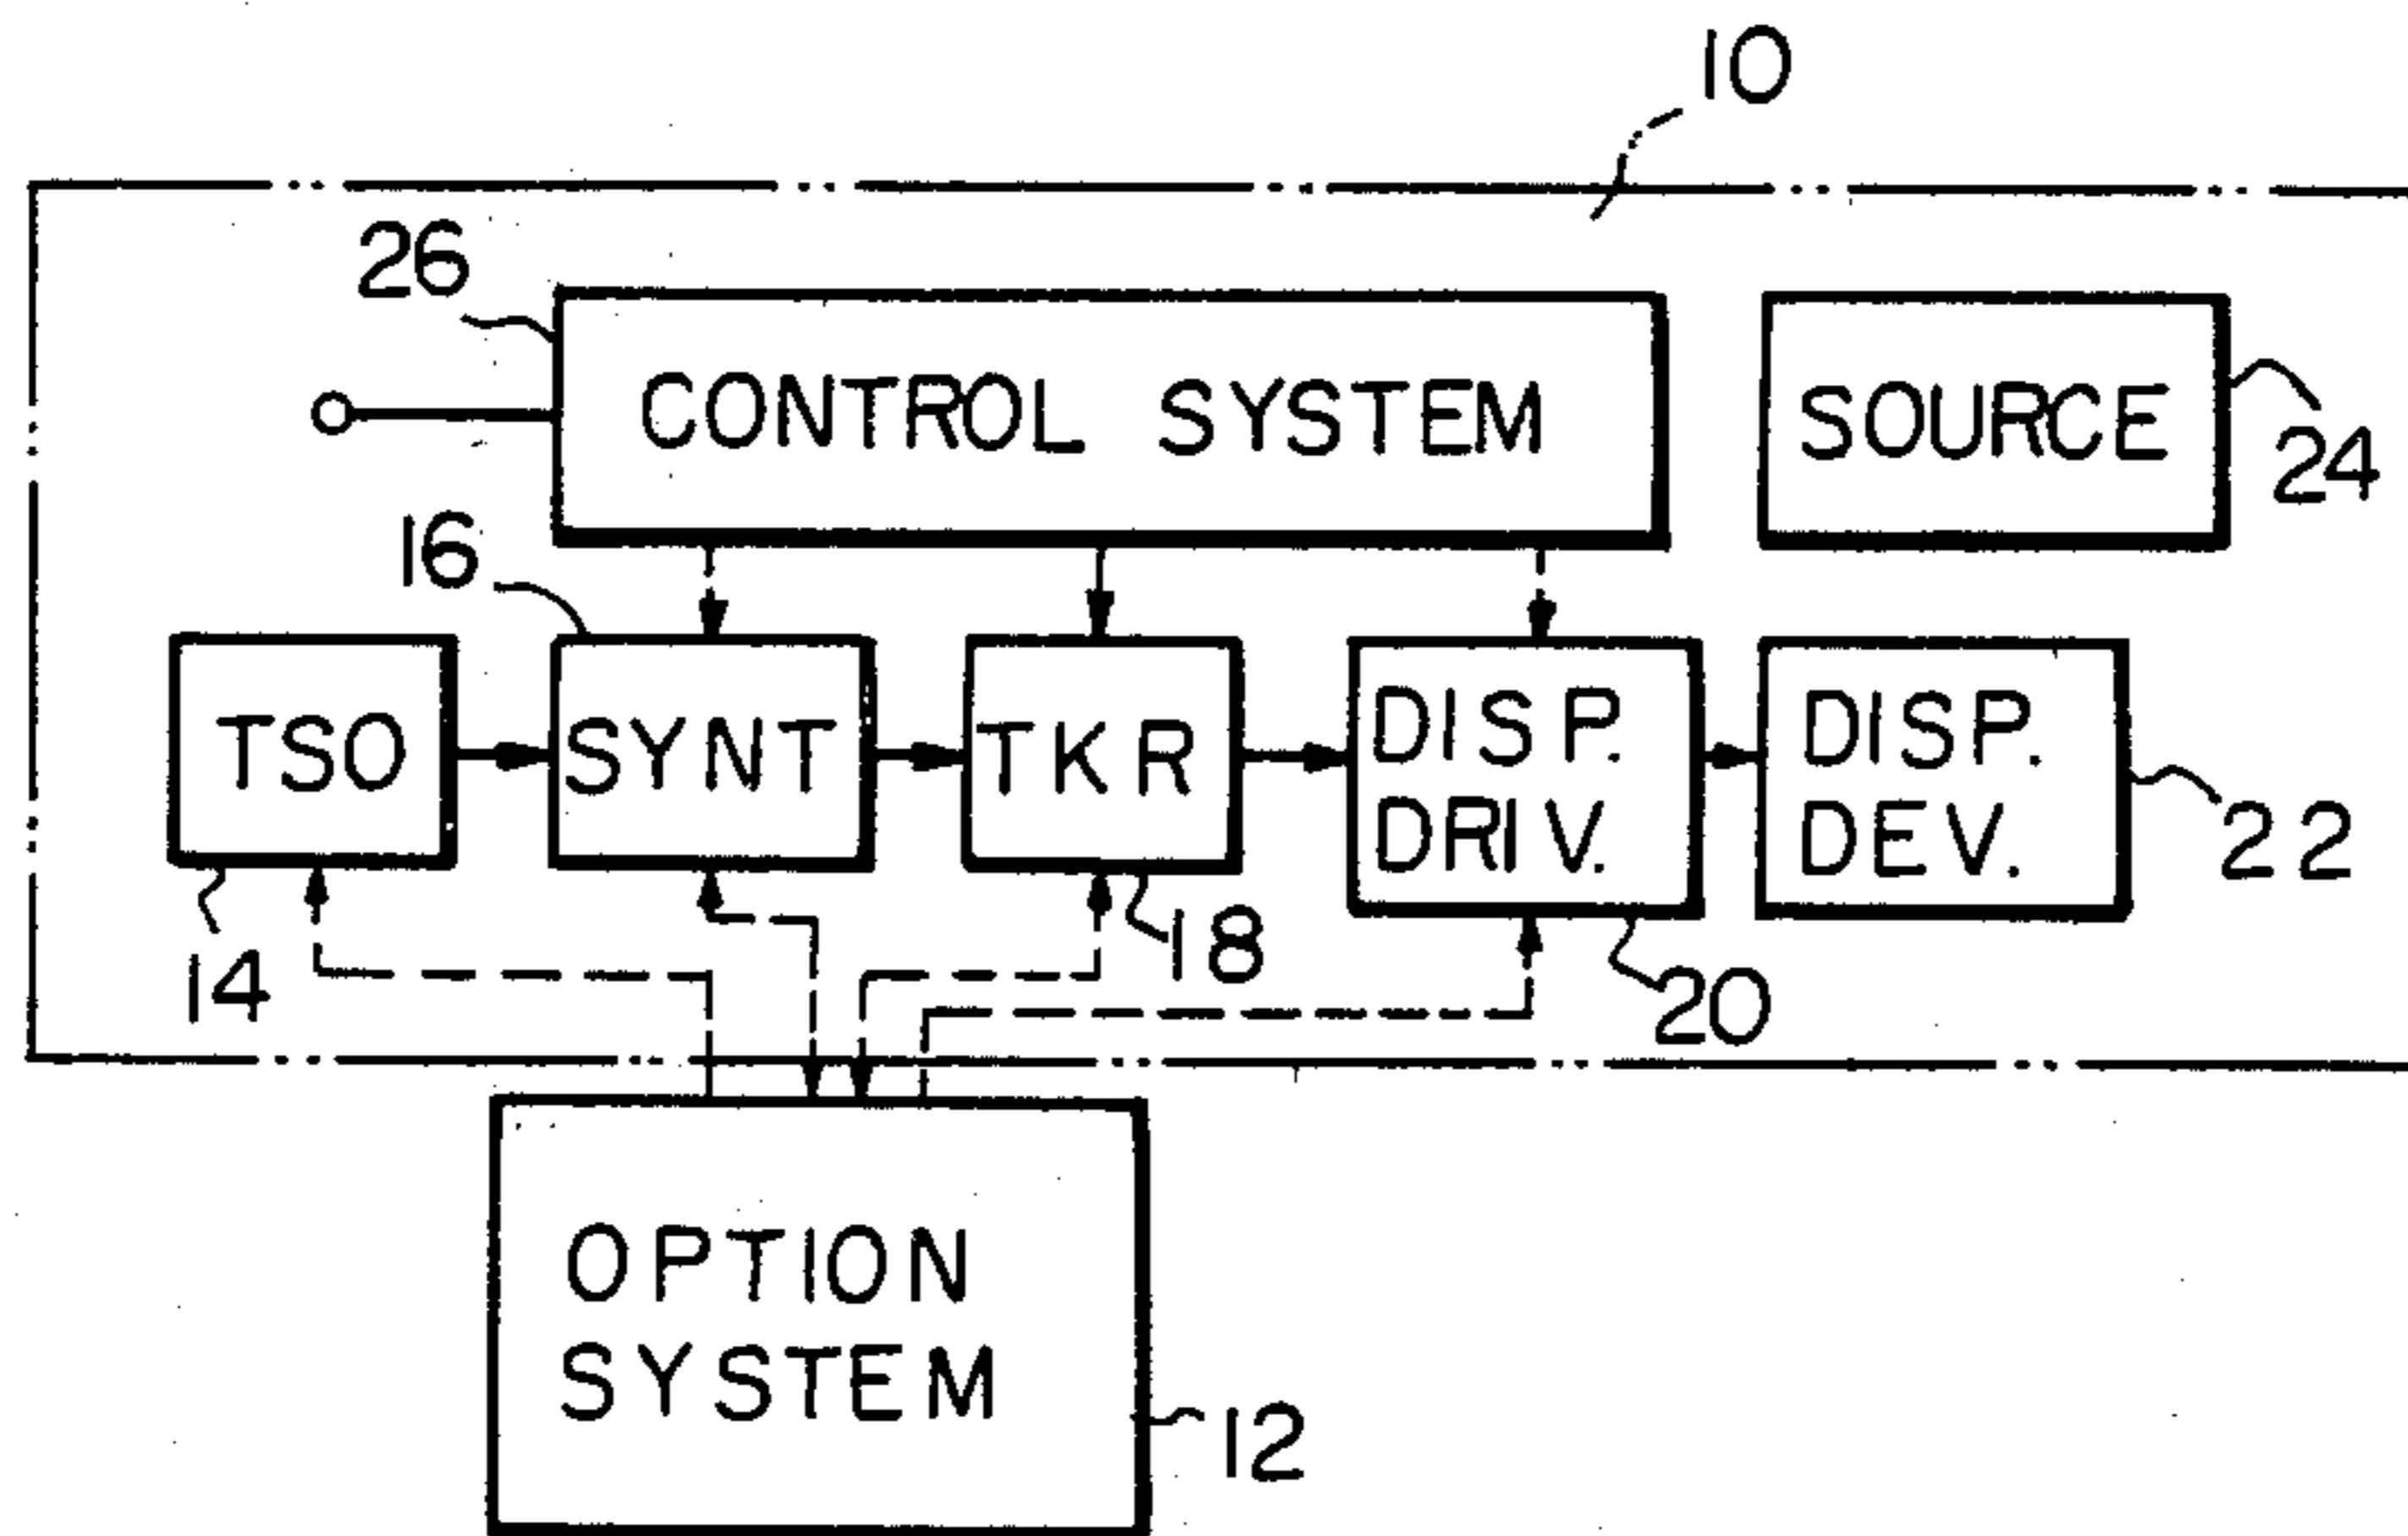 10
26
CONTROL SYSTEM
SOURCE
24
16
TSO
SYNT
TKR
DISP.
DRIV.
DISP.
DEV.
22
14
18
20
OPTION
SYSTEM
12